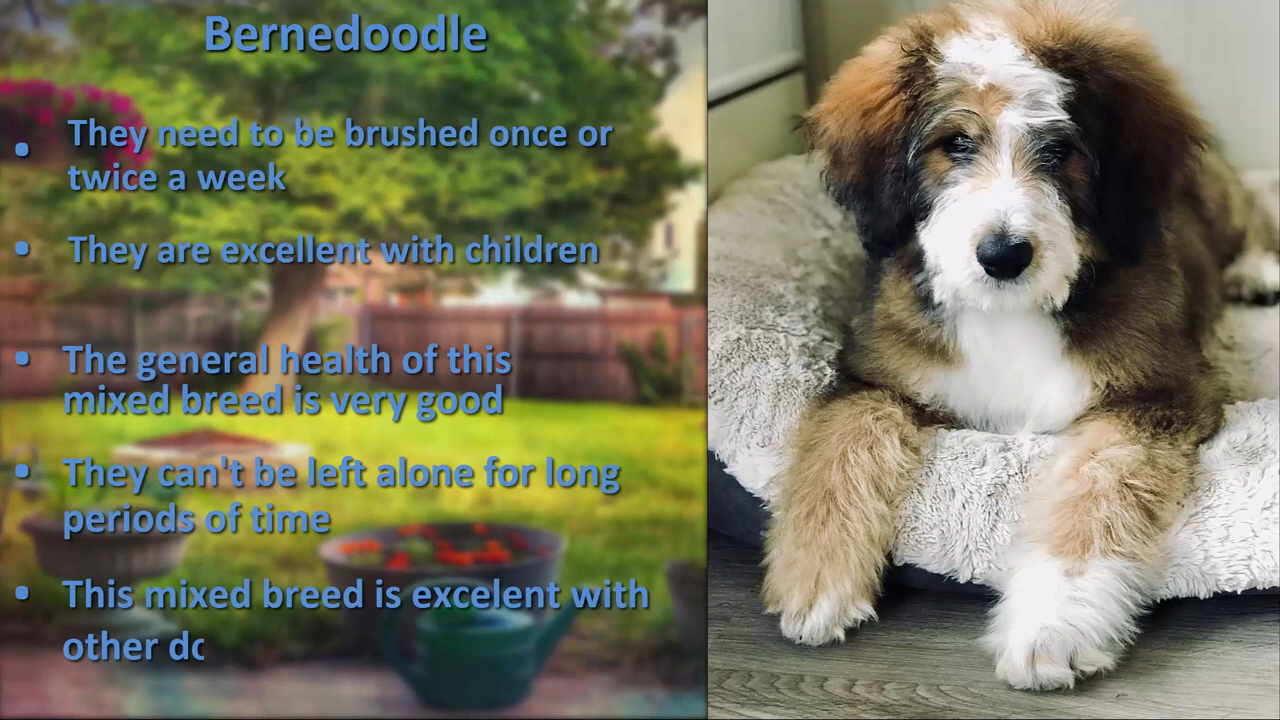 Bernedoodle
• They need to be brushed once or
twice a week
• They are excellent with children
• The general health of this
mixed breed is very good
• They can't be left alone for long
periods of time
• This mixed breed is excelent with
other